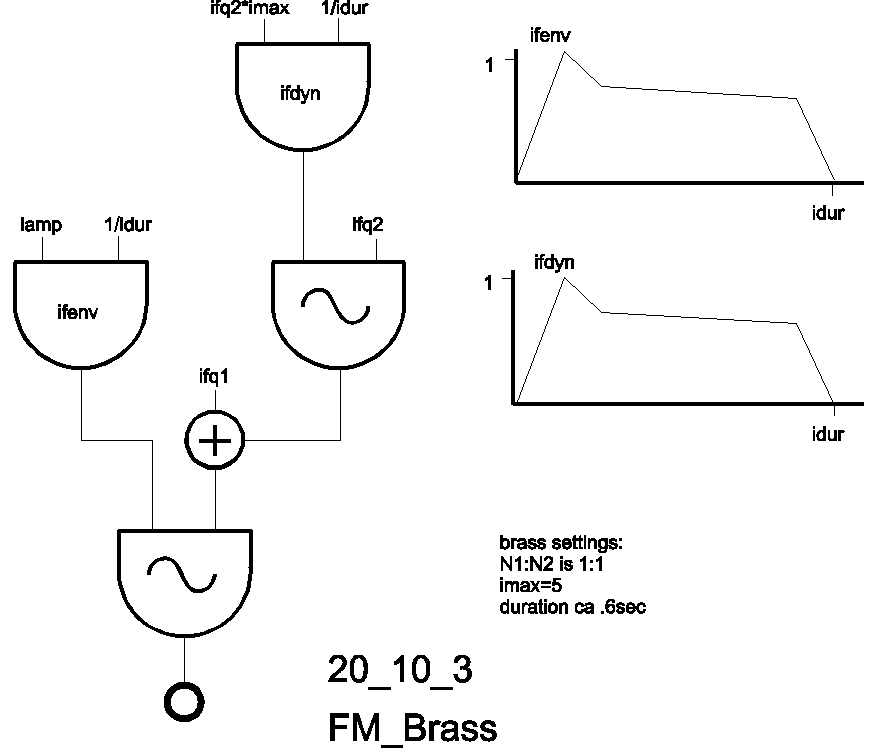 ifq2*imax 1/idur
ifdyn
ifenv
1
idur
iamp 1/idur
ifq2
ifenv
ifq1
ifdyn
1
idur
brass settings:
N1:N2 is 1:1
imax=5
duration ca .6sec
20_10_3
FM_Brass